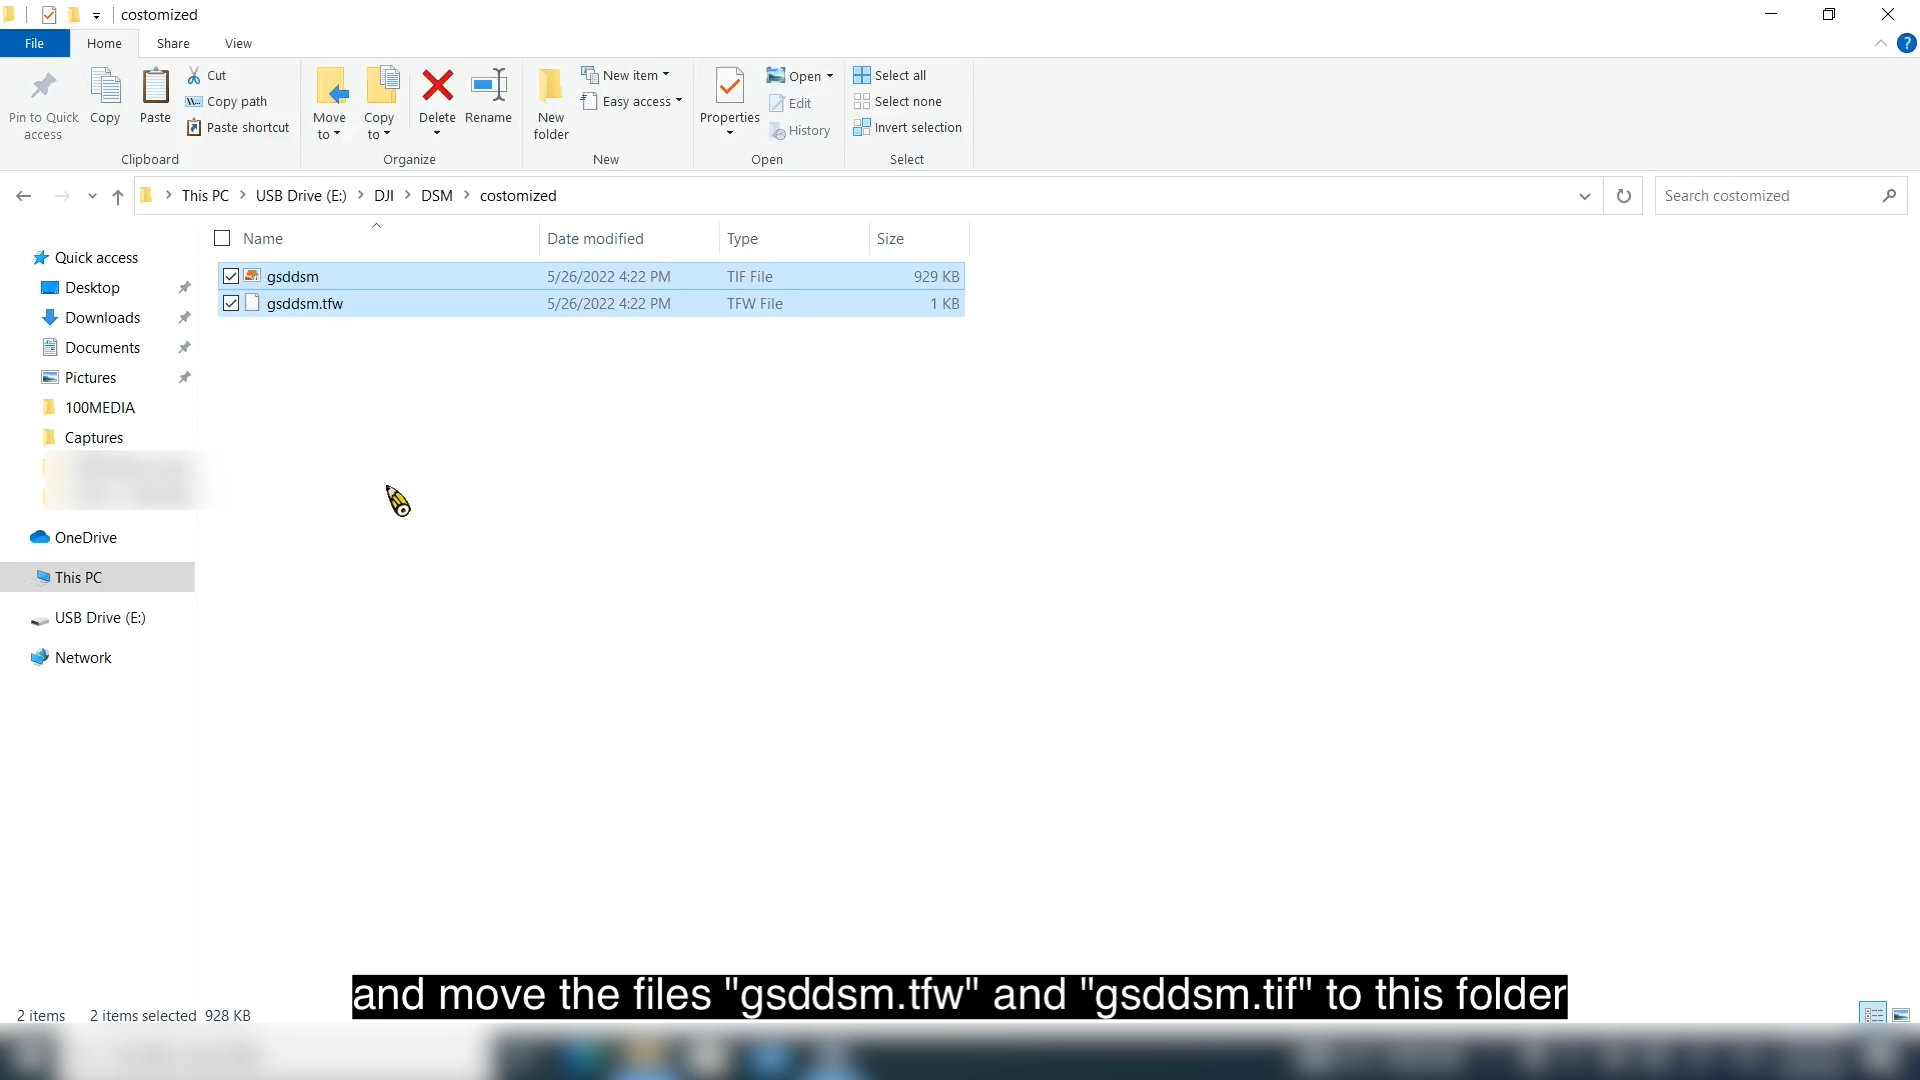 costomized
File Home Share View
Pin to Quick access
Copy
Paste
Cut
Copy path
Paste shortcut
Clipboard
Move to
Copy to
Delete
Rename
Organize
New folder
New item
Easy access
New
Properties
Open
Edit
History
Open
Select all
Select none
Invert selection
Select
This PC > USB Drive (E:) > DJI > DSM > costomized
Search costomized
Quick access
Desktop
Downloads
Documents
Pictures
100MEDIA
Captures
OneDrive
This PC
USB Drive (E:)
Network
Name Date modified Type Size
gsddsm 5/26/2022 4:22 PM TIF File 929 KB
gsddsm.tfw 5/26/2022 4:22 PM TFW File 1 KB
and move the files "gsddsm.tfw" and "gsddsm.tif" to this folder
2 items 2 items selected 928 KB